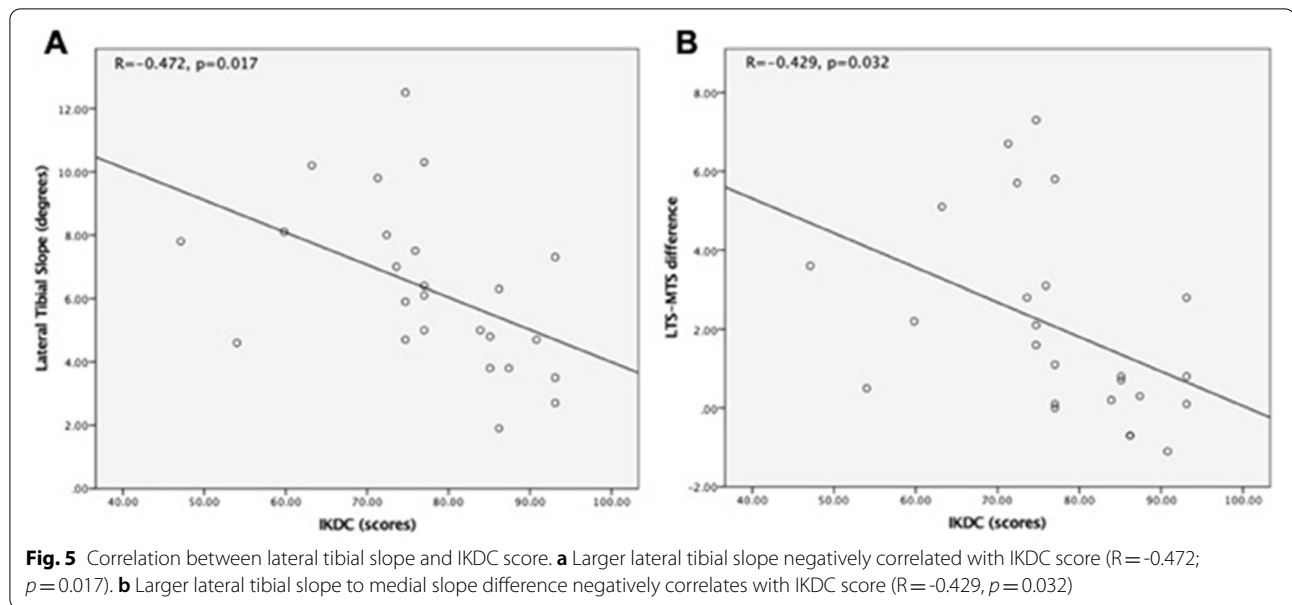 A
R=-0.472, p=0.017
Lateral Tibial Slope (degrees)
12.00
10.00
8.00
6.00
4.00
2.00
.00
40.00 50.00 60.00 70.00 80.00 90.00 100.00
IKDC (scores)
B
R=-0.429, p=0.032
LTS-MTS difference
8.00
6.00
4.00
2.00
.00
-2.00
40.00 50.00 60.00 70.00 80.00 90.00 100.00
IKDC (scores)
Fig. 5 Correlation between lateral tibial slope and IKDC score. a Larger lateral tibial slope negatively correlated with IKDC score (R = -0.472;
p = 0.017). b Larger lateral tibial slope to medial slope difference negatively correlates with IKDC score (R = -0.429, p = 0.032)